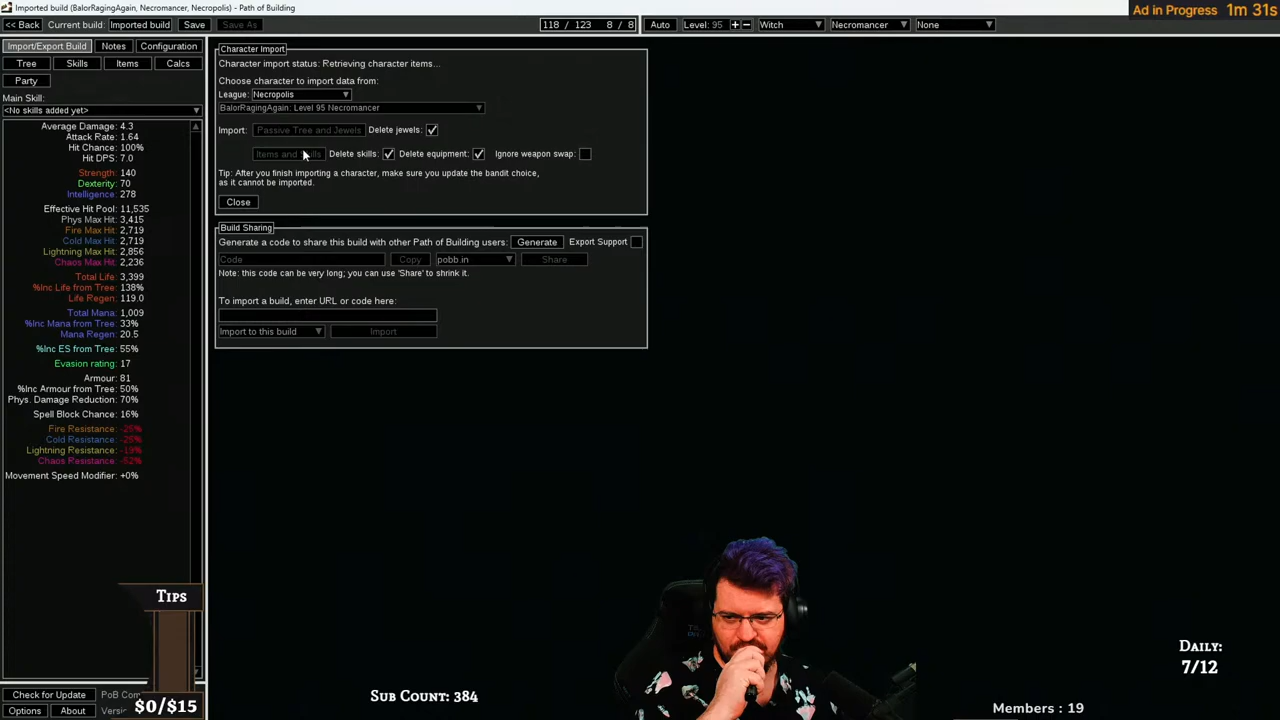 Imported build (BalorRagingAgain, Necromancer, Necropolis) - Path of Building
Ad in Progress 1m 31s
<< Back Current build: Imported build Save Save As 118 / 123 8 / 8 Auto Level: 95 + - Witch Necromancer None
Import/Export Build Notes Configuration
Tree Skills Items Calcs
Party
Main Skill:
<No skills added yet>
Average Damage: 4.3
Attack Rate: 1.64
Hit Chance: 100%
Hit DPS: 7.0
Strength: 140
Dexterity: 70
Intelligence: 278
Effective Hit Pool: 11,535
Phys Max Hit: 3,415
Fire Max Hit: 2,719
Cold Max Hit: 2,719
Lightning Max Hit: 2,856
Chaos Max Hit: 2,236
Total Life: 3,399
%Inc Life from Tree: 138%
Life Regen: 119.0
Total Mana: 1,009
%Inc Mana from Tree: 33%
Mana Regen: 20.5
%Inc ES from Tree: 55%
Evasion rating: 17
Armour: 81
%Inc Armour from Tree: 50%
Phys. Damage Reduction: 70%
Spell Block Chance: 16%
Fire Resistance: -25%
Cold Resistance: -25%
Lightning Resistance: -19%
Chaos Resistance: -52%
Movement Speed Modifier: +0%
Character Import
Character import status: Retrieving character items...
Choose character to import data from:
League: Necropolis
BalorRagingAgain: Level 95 Necromancer
Import: Passive Tree and Jewels Delete jewels:
Items and Skills Delete skills: Delete equipment: Ignore weapon swap:
Tip: After you finish importing a character, make sure you update the bandit choice,
as it cannot be imported.
Close
Build Sharing
Generate a code to share this build with other Path of Building users: Generate Export Support
Code Copy pobb.in Share
Note: this code can be very long; you can use 'Share' to shrink it.
To import a build, enter URL or code here:
Import to this build Import
Tips
$0/$15
Check for Update PoB Com
Options About Versi
Sub Count: 384
Daily:
7/12
Members : 19